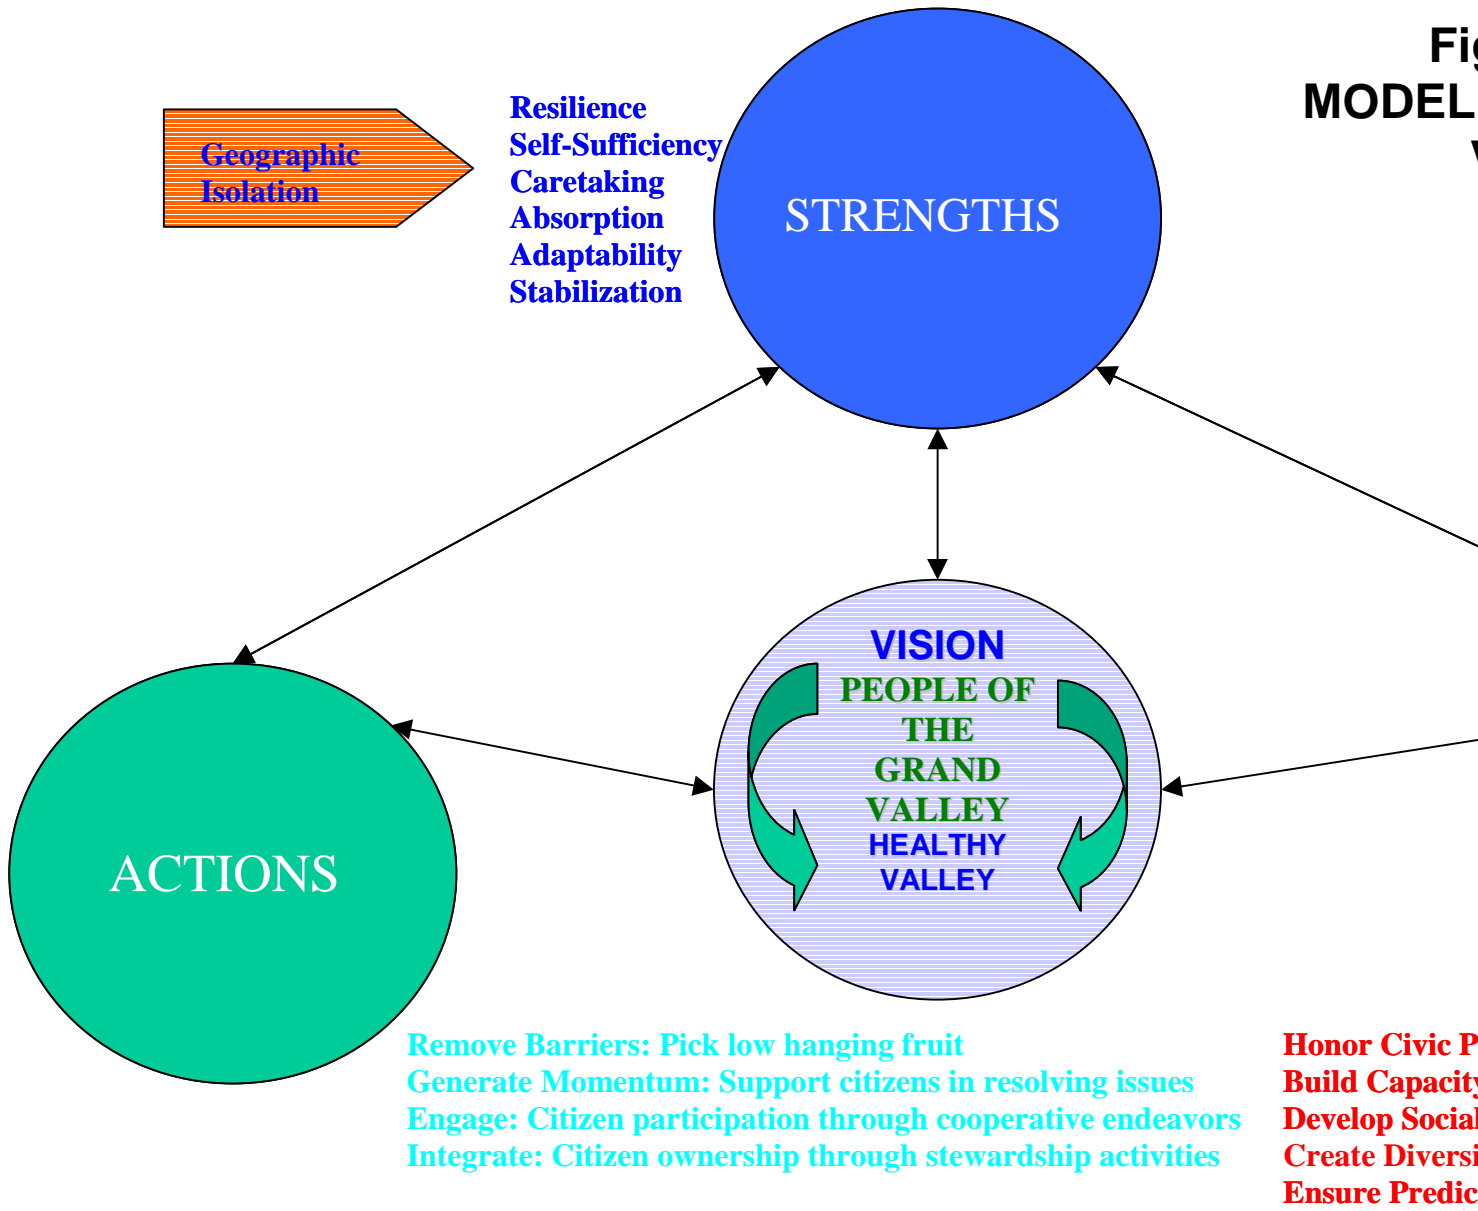 MODEL
Geographic
Isolation
Resilience
Self-Sufficiency
Caretaking
Absorption
Adaptability
Stabilization
STRENGTHS
VISION
PEOPLE OF
THE
GRAND
VALLEY
HEALTHY
VALLEY
ACTIONS
Remove Barriers: Pick low hanging fruit
Generate Momentum: Support citizens in resolving issues
Engage: Citizen participation through cooperative endeavors
Integrate: Citizen ownership through stewardship activities
Honor Civic
Build Capacity
Develop Social
Create
Ensure